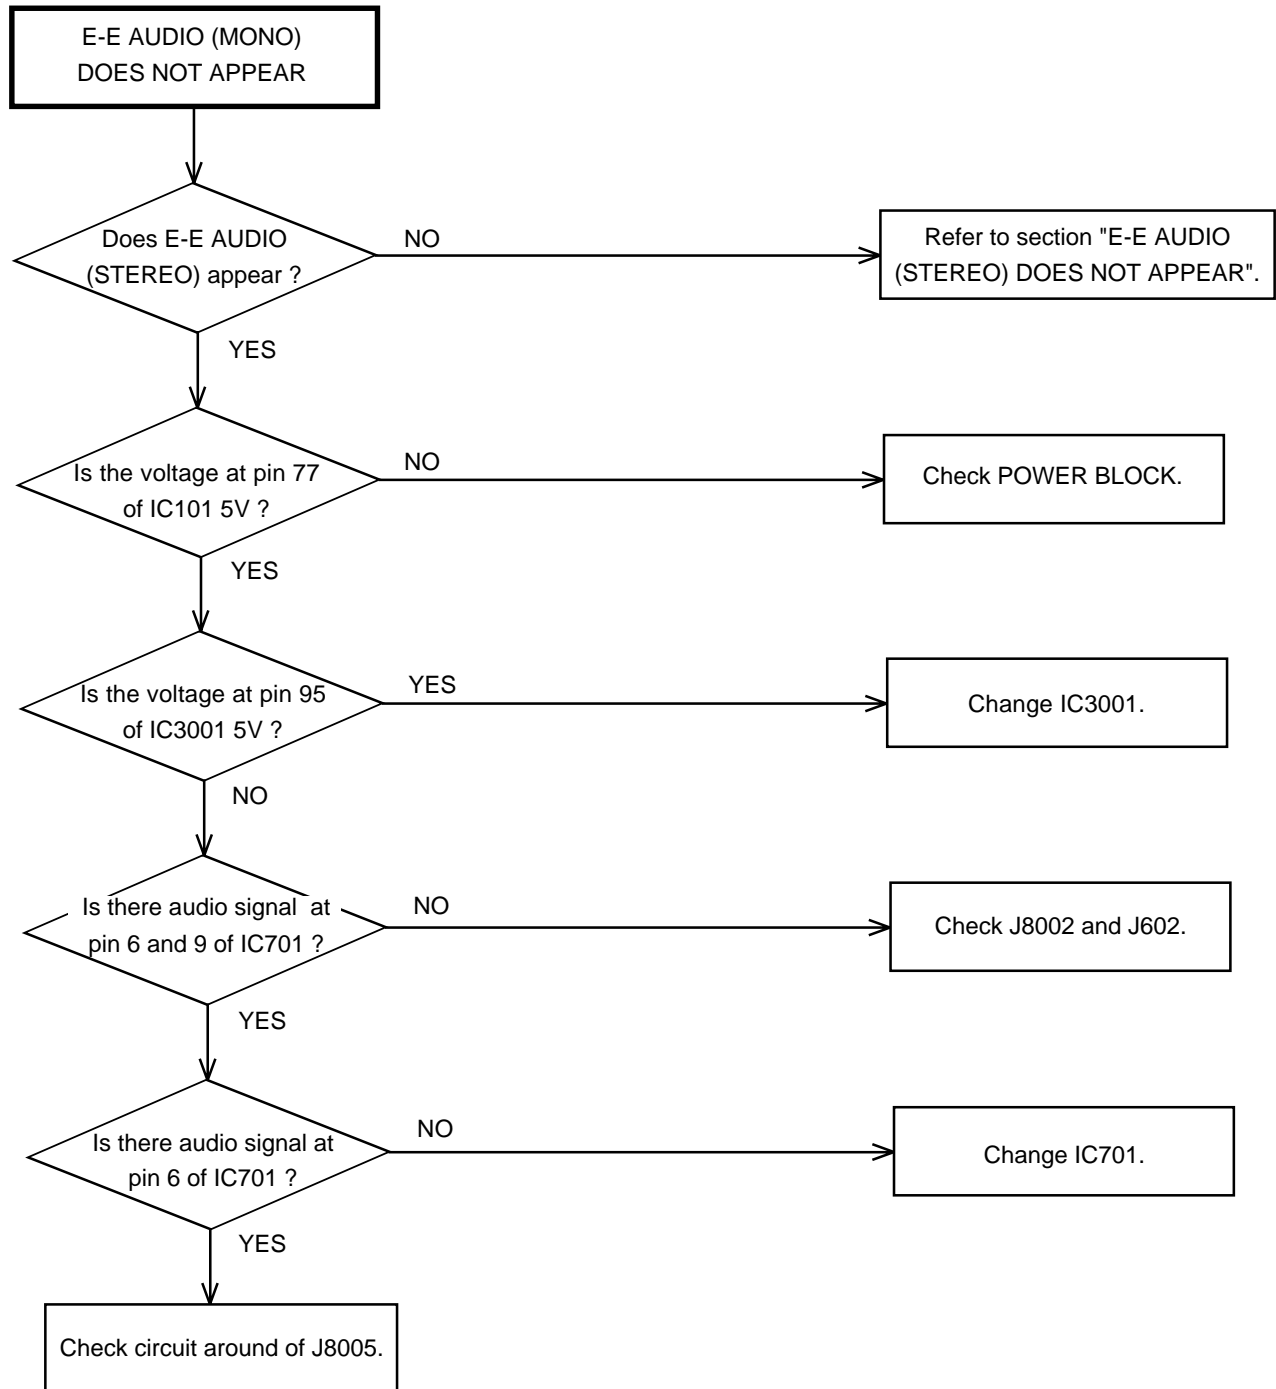 E-E AUDIO (MONO)
DOES NOT APPEAR
Does E-E AUDIO
(STEREO) appear ?
NO
Refer to section "E-E AUDIO
(STEREO) DOES NOT APPEAR".
YES
Is the voltage at pin 77
of IC101 5V ?
NO
Check POWER BLOCK.
YES
Is the voltage at pin 95
of IC3001 5V ?
YES
Change IC3001.
NO
Is there audio signal at
pin 6 and 9 of IC701 ?
NO
Check J8002 and J602.
YES
Is there audio signal at
pin 6 of IC701 ?
NO
Change IC701.
YES
Check circuit around of J8005.